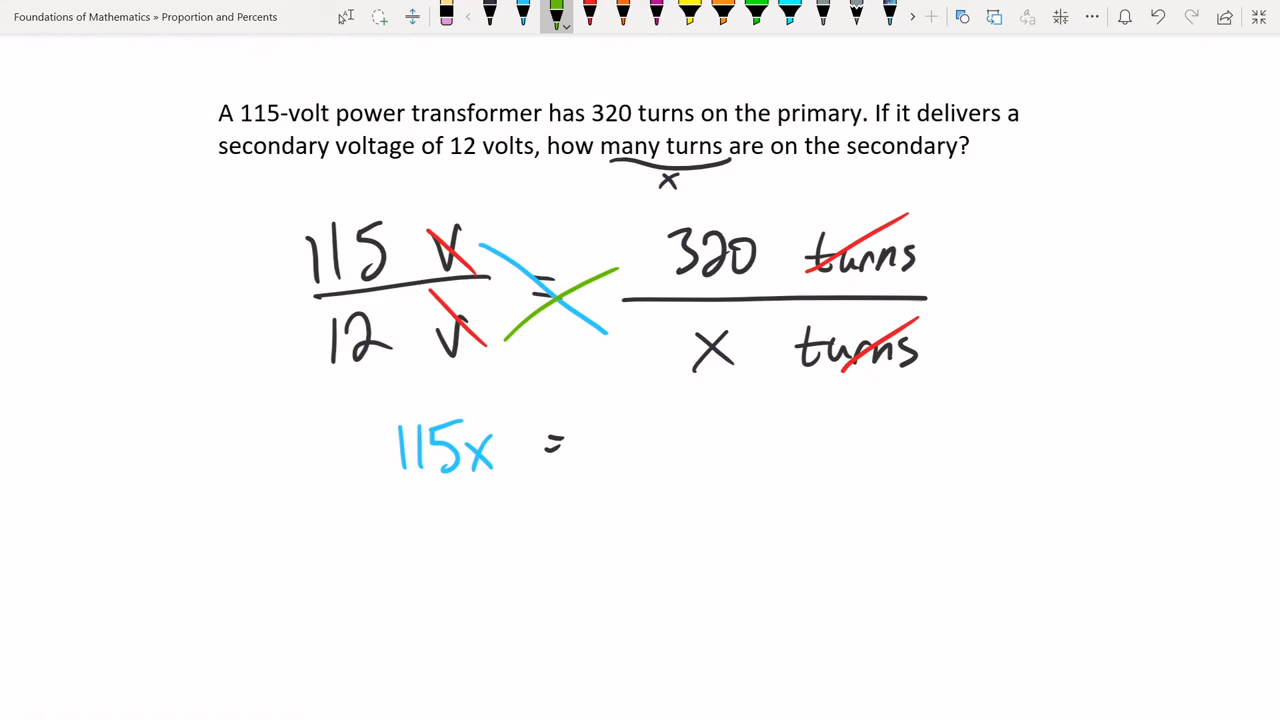 Foundations of Mathematics » Proportion and Percents
A 115-volt power transformer has 320 turns on the primary. If it delivers a
secondary voltage of 12 volts, how many turns are on the secondary?
x
115 V = 320 turns
12 V x turns
115x =